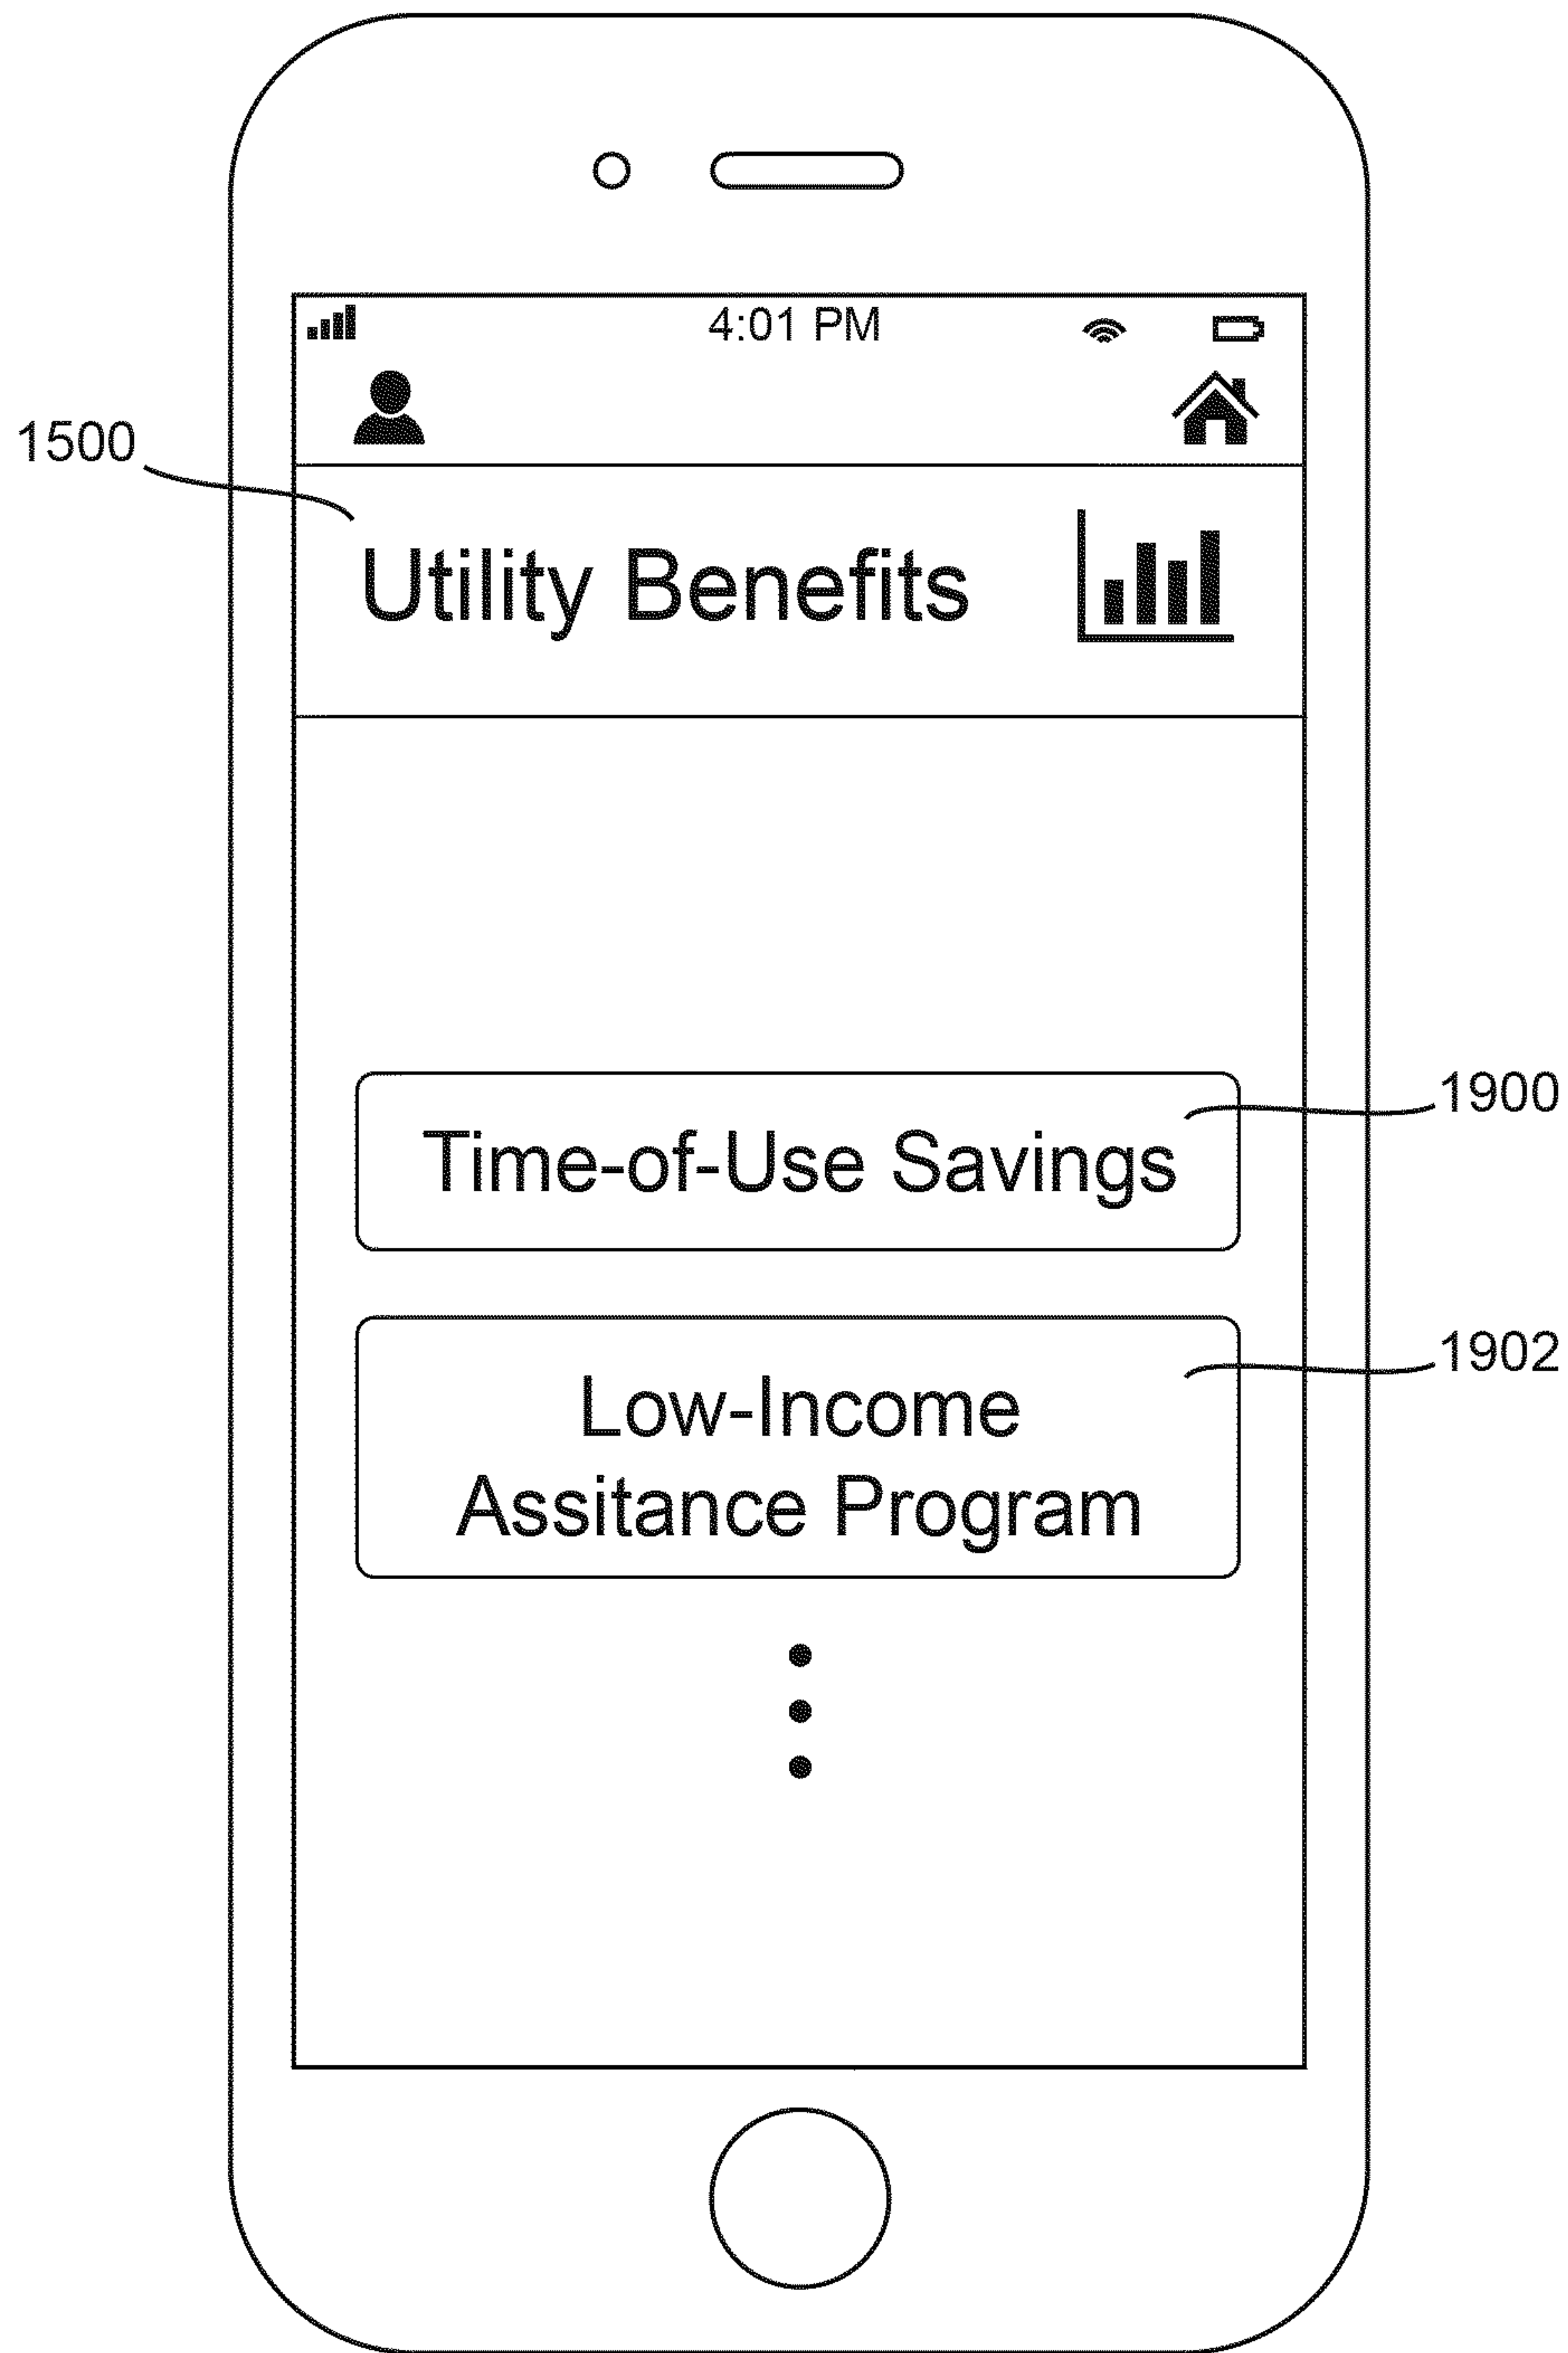 4:01 PM
1500
Utility Benefits
1900
Time-of-Use Savings
1902
Low-Income
Assitance Program